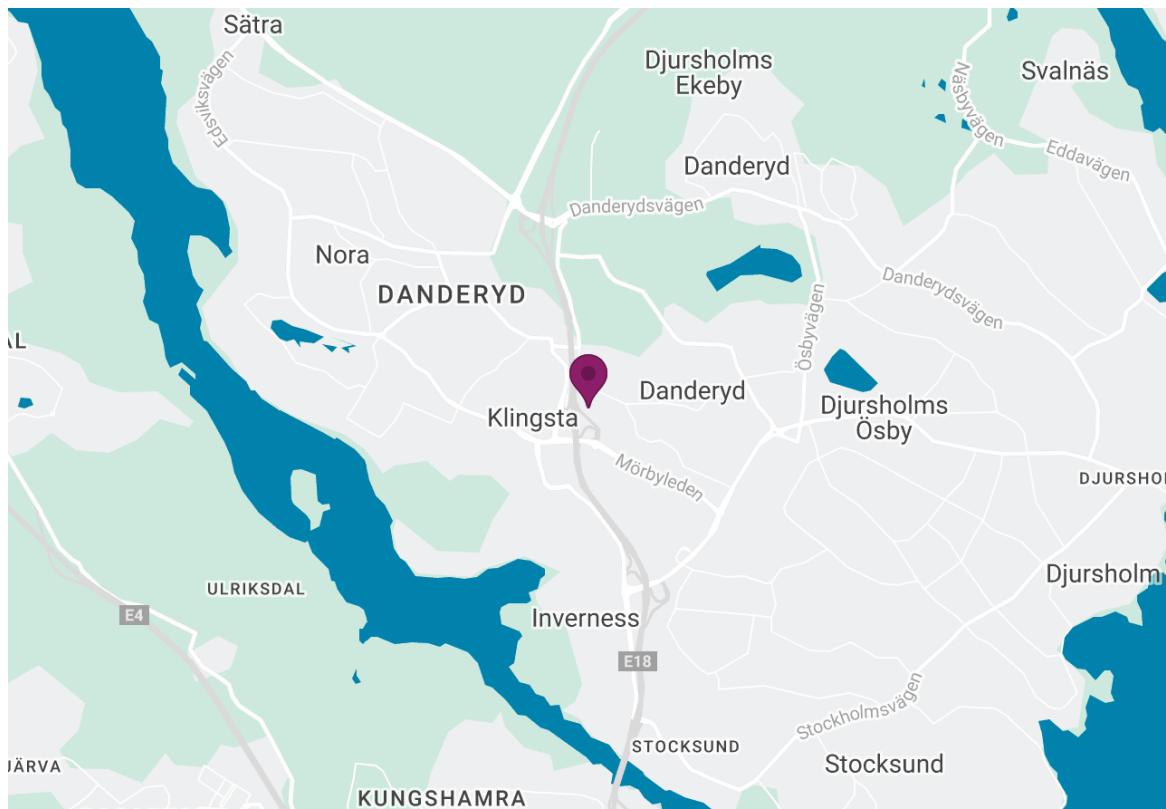 Sätra
Djursholms
Ekeby
Svalnäs
Edsviksvägen
Näsbyvägen
Eddavägen
Danderyd
Danderydsvägen
Nora
DANDERYD
Danderydsvägen
Ösbyvägen
AL
Danderyd
Klingsta
Djursholms
Ösby
Mörbyleden
DJURSHOL
Djursholm
ULRIKSDAL
E4
Inverness
E18
Stockholmsvägen
STOCKSUND
Stocksund
JÄRVA
KUNGSHAMRA